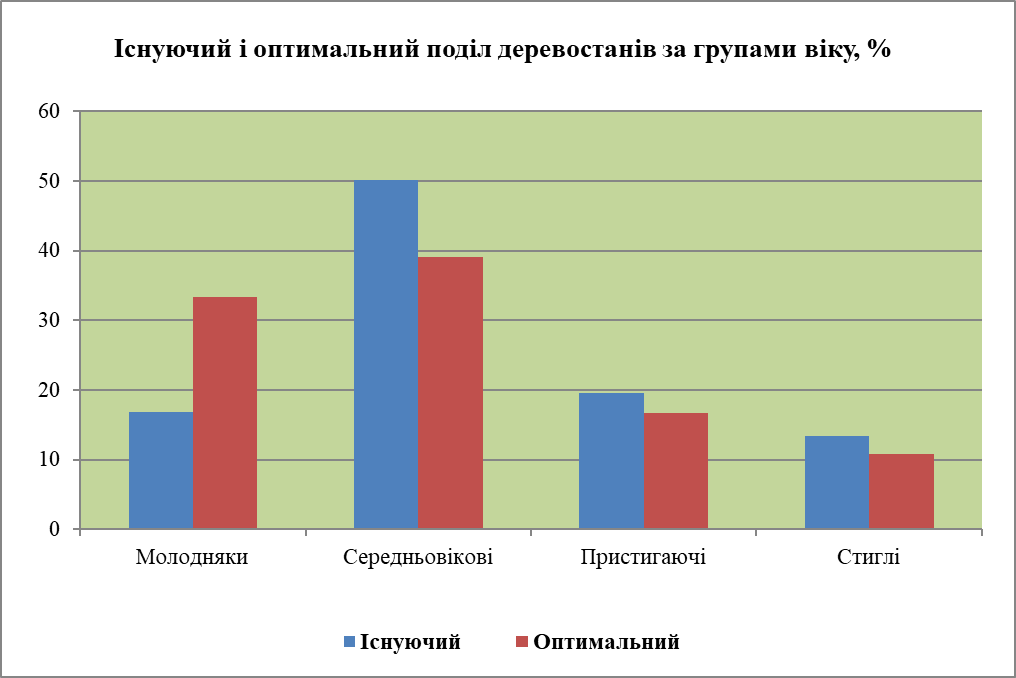 Існуючий і оптимальний поділ деревостанів за групами віку, %
60
50
40
30
20
10
0
Молодняки Середньовікові Пристигаючі Стиглі
Існуючий Оптимальний